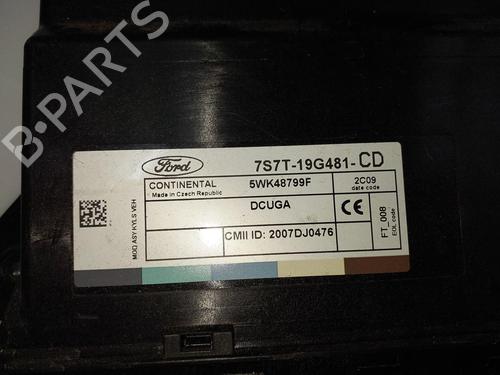 B-PARTS
Ford
7S7T-19G481-CD
CONTINENTAL
Made in Czech Republic
5WK48799F
2C09
date code
DCUGA
CE
CMII ID: 2007DJ0476
FT_008
EOL code
MOQ ASY KYLS VEH